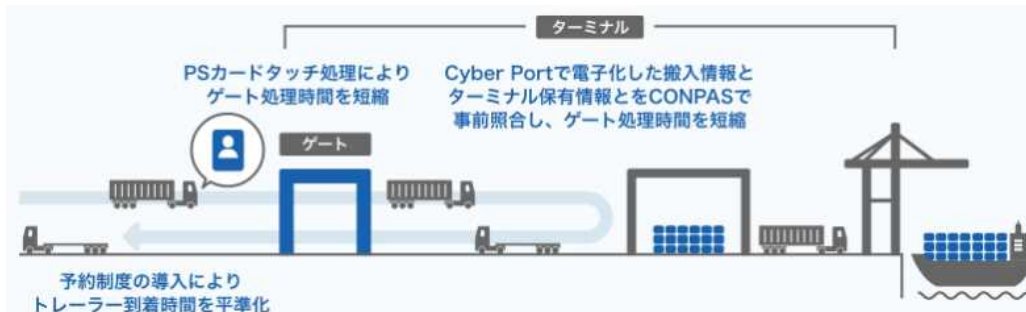 ターミナル
PSカードタッチ処理により
ゲート処理時間を短縮
Cyber Portで電子化した搬入情報と
ターミナル保有情報とをCONPASで
事前照合し、ゲート処理時間を短縮
ゲート
予約制度の導入により
トレーラー到着時間を平準化